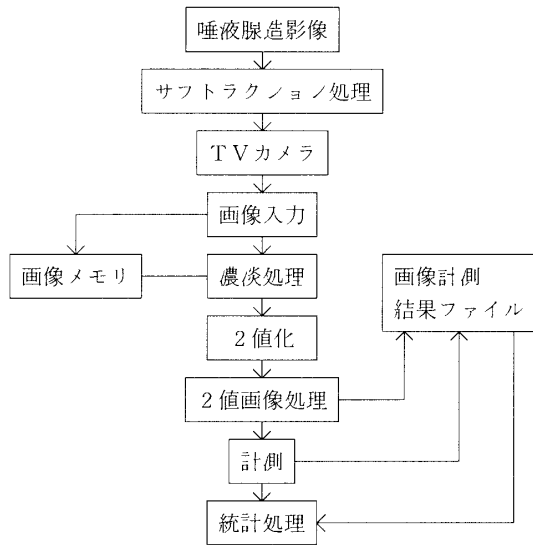 唾液腺造影像
サフトラクション処理
TVカメラ
画像入力
画像メモリ
濃淡処理
画像計測
結果ファイル
2値化
2値画像処理
計測
統計処理